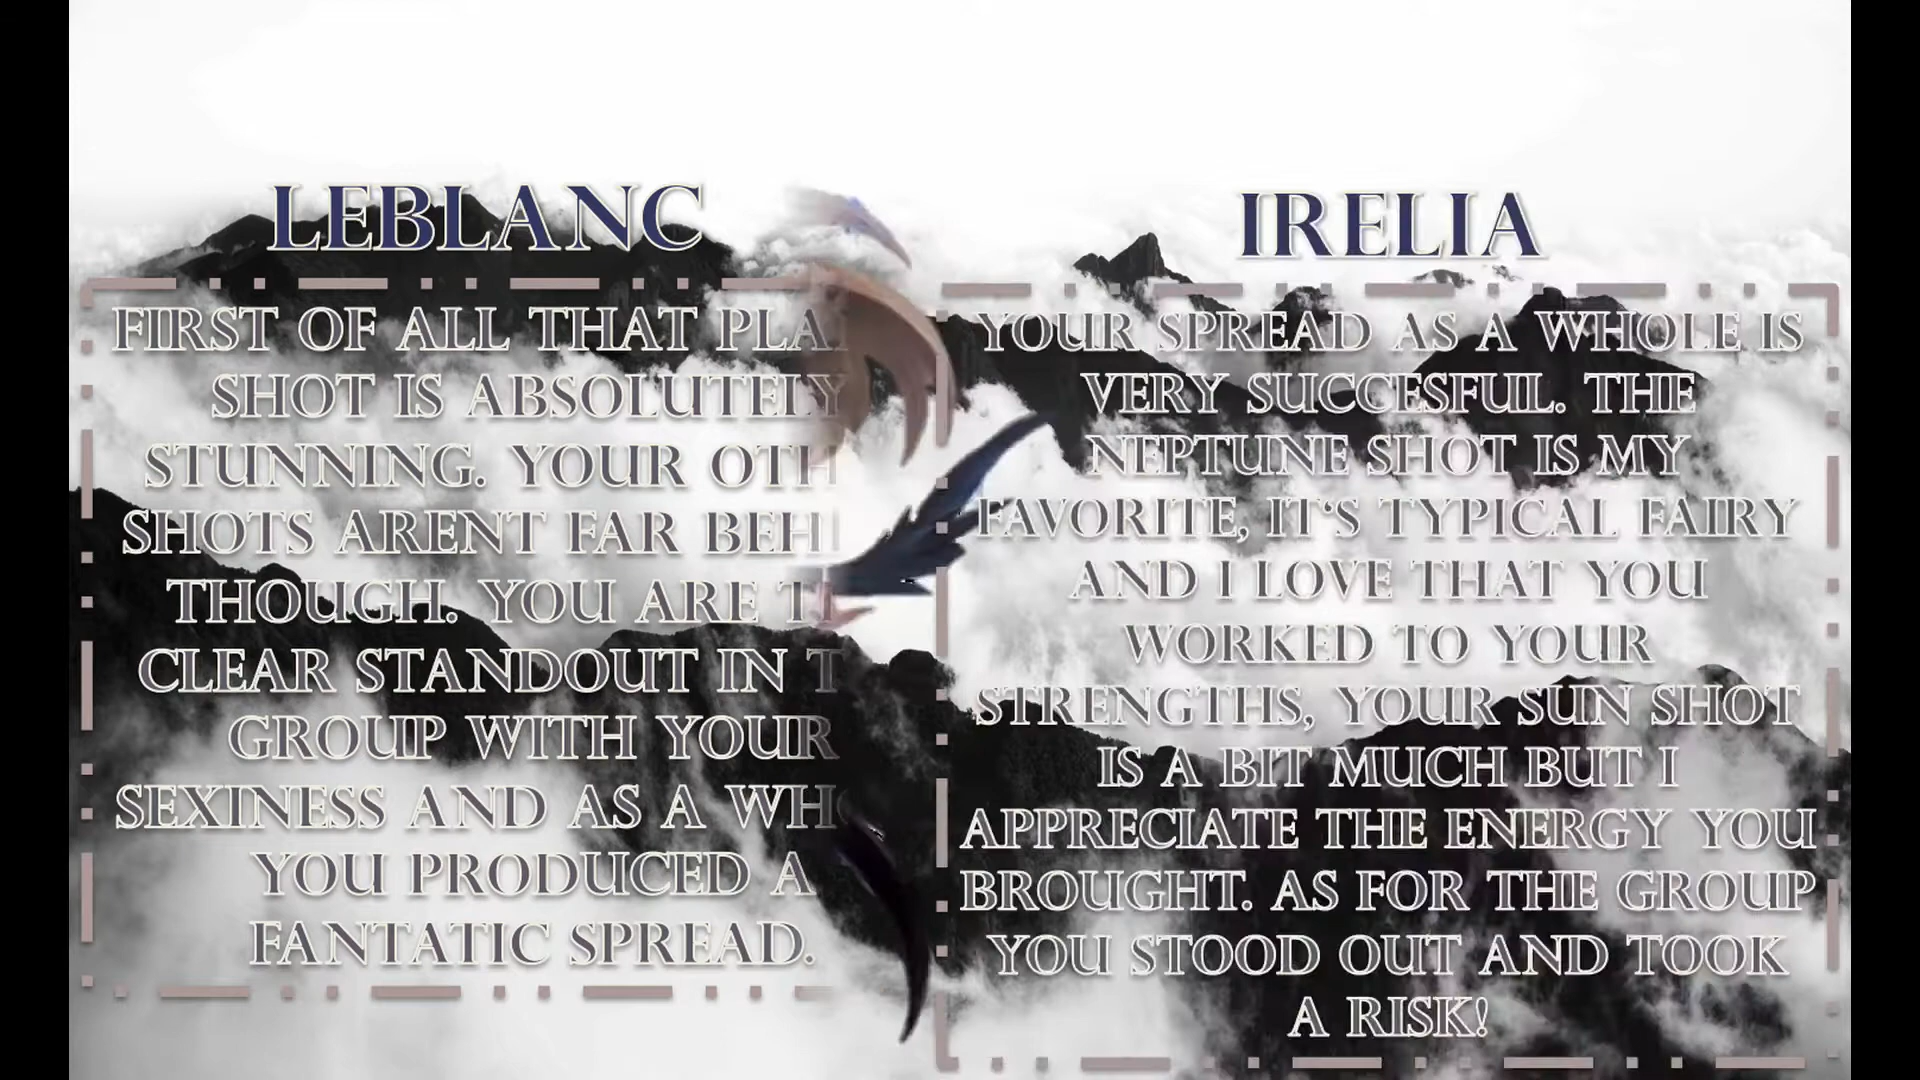 LEBLANC
FIRST OF ALL THAT
SHOT IS ABSOLUTELY
STUNNING. YOUR
SHOTS ARENT FAR
THOUGH. YOU ARE
CLEAR STANDOUT IN
GROUP WITH YOUR
SEXINESS AND AS A
YOU PRODUCED A
FANTATIC SPREAD.
IRELIA
YOUR SPREAD AS A WHOLE IS
VERY SUCCESFUL. THE
NEPTUNE SHOT IS MY
FAVORITE, IT'S TYPICAL FAIRY
AND I LOVE THAT YOU
WORKED TO YOUR
STRENGTHS, YOUR SUN SHOT
IS A BIT MUCH BUT I
APPRECIATE THE ENERGY YOU
BROUGHT. AS FOR THE GROUP
YOU STOOD OUT AND TOOK
A RISK!